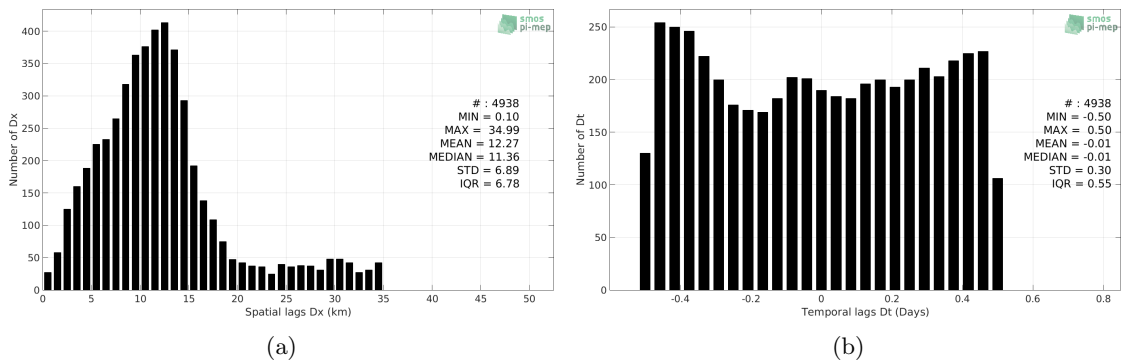 smos
pi-mep
400
350
300
250
200
150
100
50
0
Number of Dx
# : 4938
MIN = 0.10
MAX = 34.99
MEAN = 12.27
MEDIAN = 11.36
STD = 6.89
IQR = 6.78
0 5 10 15 20 25 30 35 40 45 50
Spatial lags Dx (km)
(a)
smos
pi-mep
250
200
150
100
50
0
Number of Dt
# : 4938
MIN = -0.50
MAX = 0.50
MEAN = -0.01
MEDIAN = -0.01
STD = 0.30
IQR = 0.55
-0.4 -0.2 0 0.2 0.4 0.6 0.8
Temporal lags Dt (Days)
(b)